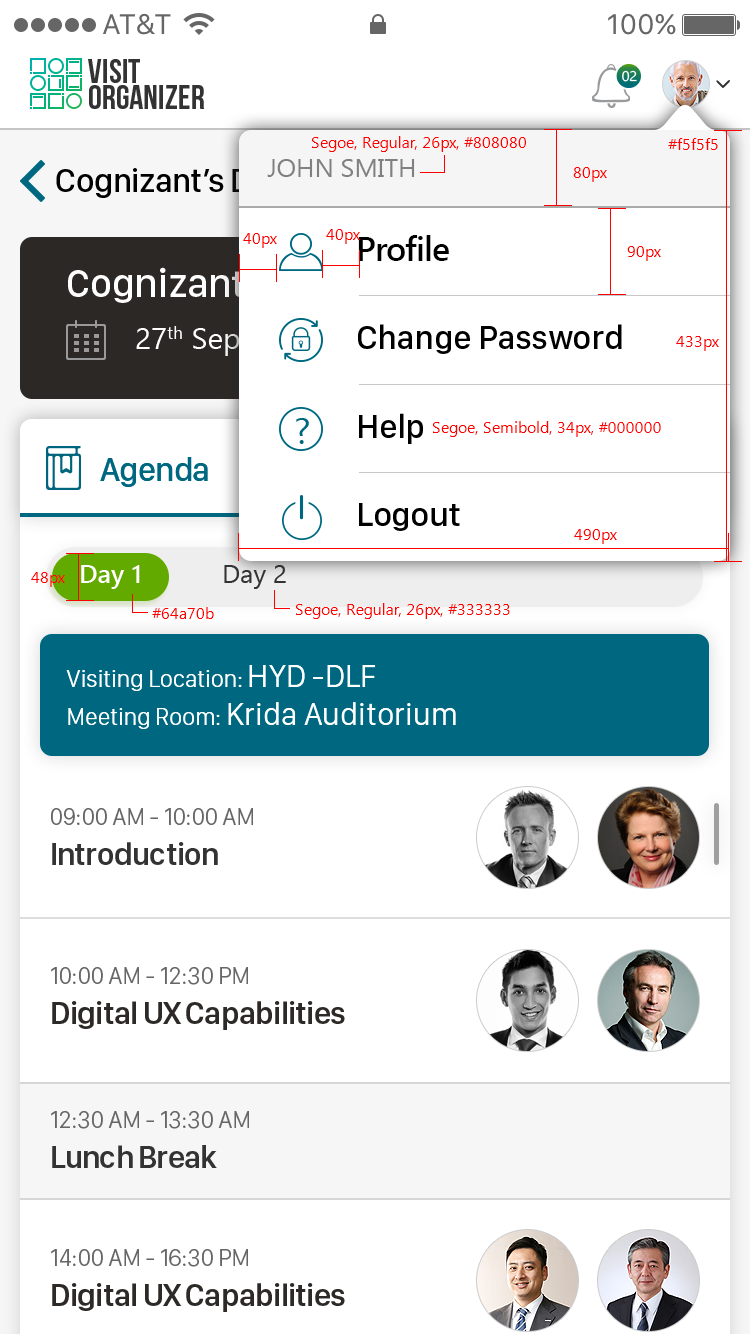 AT&T
100%
VISIT
ORGANIZER
02
Segoe, Regular, 26px, #808080
#f5f5f5
JOHN SMITH
80px
Cognizant's
40px
40px
Profile
90px
Cognizant
27th Sep
Change Password
433px
Help
Segoe, Semibold, 34px, #000000
Agenda
Logout
490px
48px
Day 1
Day 2
#64a70b
Segoe, Regular, 26px, #333333
Visiting Location: HYD -DLF
Meeting Room: Krida Auditorium
09:00 AM - 10:00 AM
Introduction
10:00 AM - 12:30 PM
Digital UX Capabilities
12:30 AM - 13:30 AM
Lunch Break
14:00 AM - 16:30 PM
Digital UX Capabilities